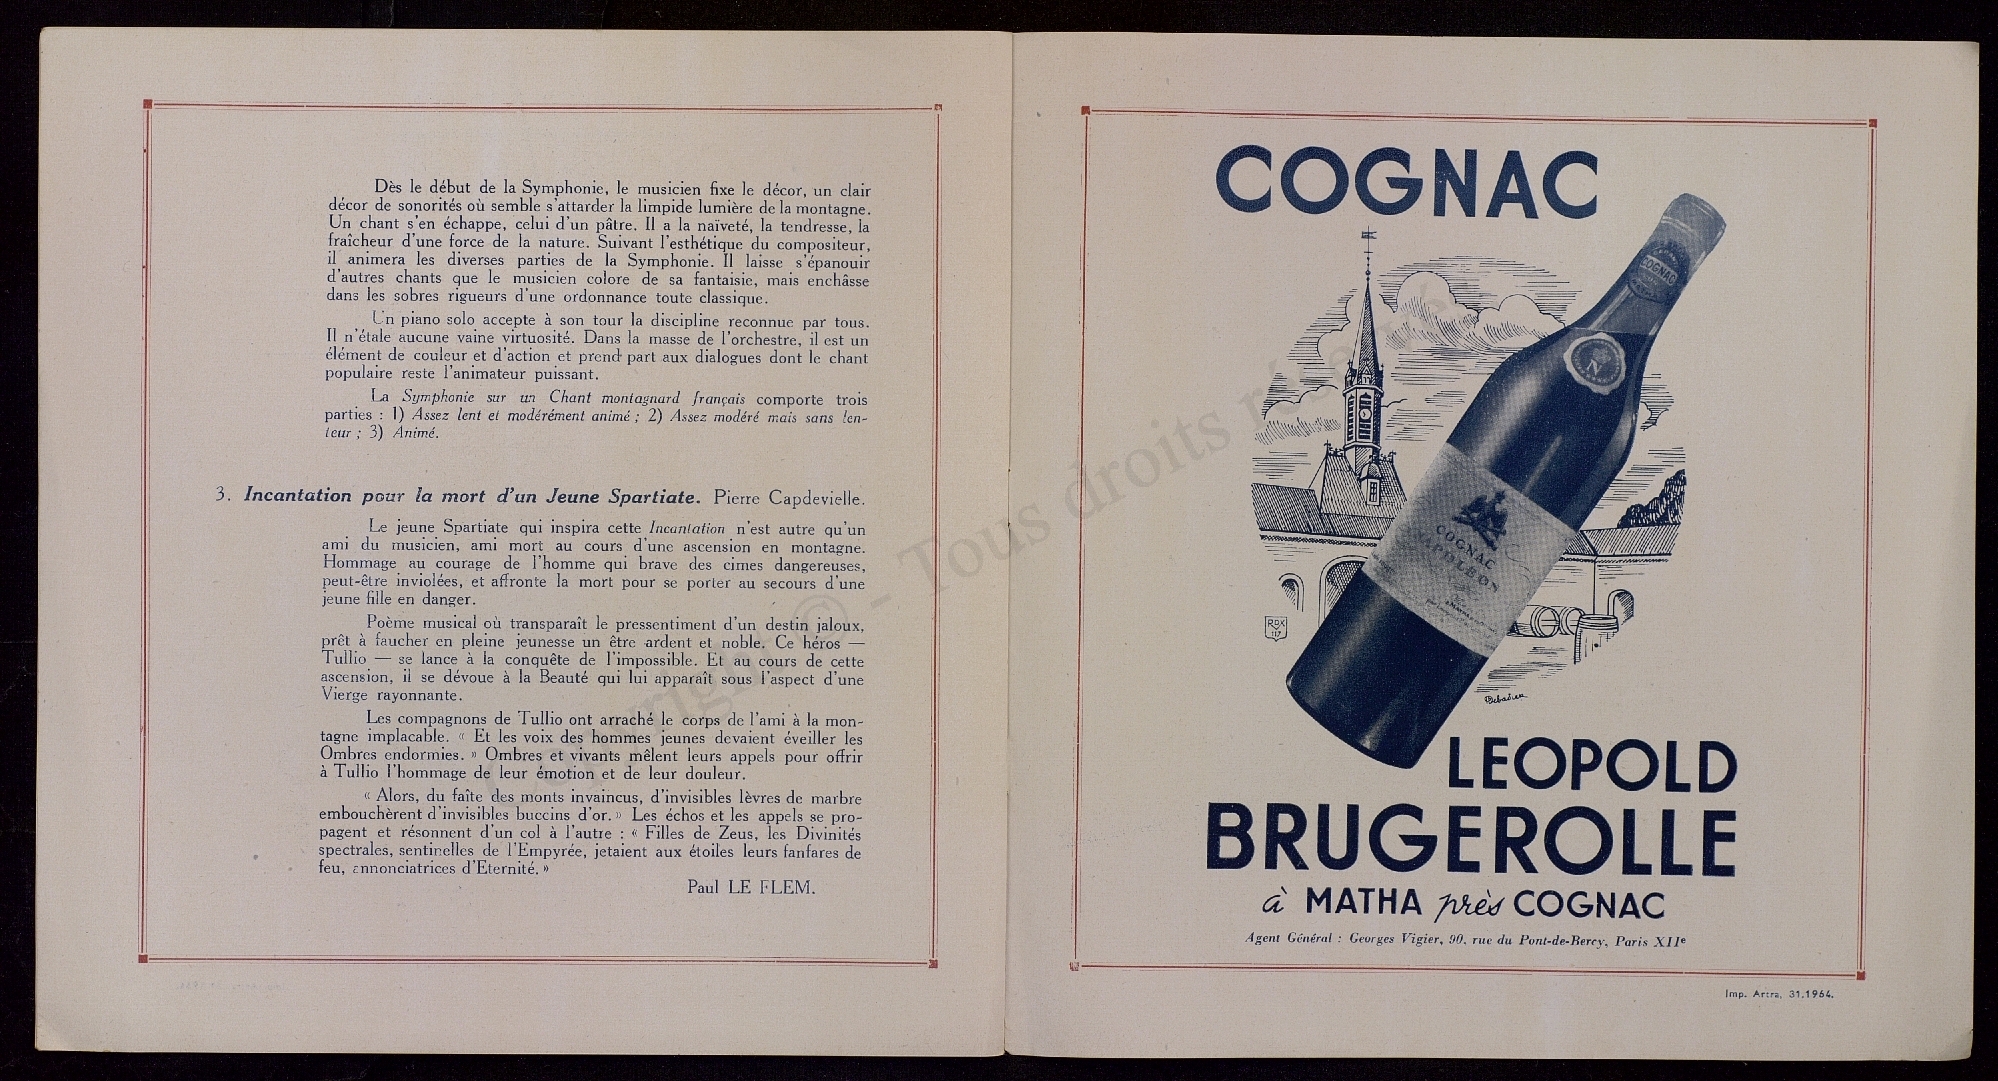 Dès le début de la Symphonie, le musicien fixe le décor, un clair
décor de sonorités où semble s'attarder la limpide lumière de la montagne.
Un chant s'en échappe, celui d'un pâtre. Il a la naïveté, la tendresse, la
fraîcheur d'une force de la nature. Suivant l'esthétique du compositeur,
il animera les diverses parties de la Symphonie. Il laisse s'épanouir
d'autres chants que le musicien colore de sa fantaisie, mais enchâsse
dans les sobres rigueurs d'une ordonnance toute classique.
Un piano solo accepte à son tour la discipline reconnue par tous.
Il n'étale aucune vaine virtuosité. Dans la masse de l'orchestre, il est un
élément de couleur et d'action et prend part aux dialogues dont le chant
populaire reste l'animateur puissant.
La Symphonie sur un Chant montagnard français comporte trois
parties : 1) Assez lent et modérément animé ; 2) Assez modéré mais sans len-
teur ; 3) Animé.
3. Incantation pour la mort d'un Jeune Spartiate. Pierre Capdevielle.
Le jeune Spartiate qui inspira cette Incantation n'est autre qu'un
ami du musicien, ami mort au cours d'une ascension en montagne.
Hommage au courage de l'homme qui brave des cimes dangereuses,
peut-être inviolées, et affronte la mort pour se porter au secours d'une
jeune fille en danger.
Poème musical où transparaît le pressentiment d'un destin jaloux,
prêt à faucher en pleine jeunesse un être ardent et noble. Ce héros —
Tullio — se lance à la conquête de l'impossible. Et au cours de cette
ascension, il se dévoue à la Beauté qui lui apparaît sous l'aspect d'une
Vierge rayonnante.
Les compagnons de Tullio ont arraché le corps de l'ami à la mon-
tagne implacable. « Et les voix des hommes jeunes devaient éveiller les
Ombres endormies. » Ombres et vivants mêlent leurs appels pour offrir
à Tullio l'hommage de leur émotion et de leur douleur.
« Alors, du faîte des monts invaincus, d'invisibles lèvres de marbre
embouchèrent d'invisibles buccins d'or. » Les échos et les appels se pro-
pagent et résonnent d'un col à l'autre : « Filles de Zeus, les Divinités
spectrales, sentinelles de l'Empyrée, jetaient aux étoiles leurs fanfares de
feu, annonciatrices d'Eternité. »
Paul LE FLEM.
Copyright © - Tous droits réservés
COGNAC
COGNAC
N
COGNAC
NAPOLEON
ROX
117
Debadieu
LEOPOLD
BRUGEROLLE
à MATHA près COGNAC
Agent Général : Georges Vigier, 90, rue du Pont-de-Bercy, Paris XIIe
Imp. Artra, 31.1964.